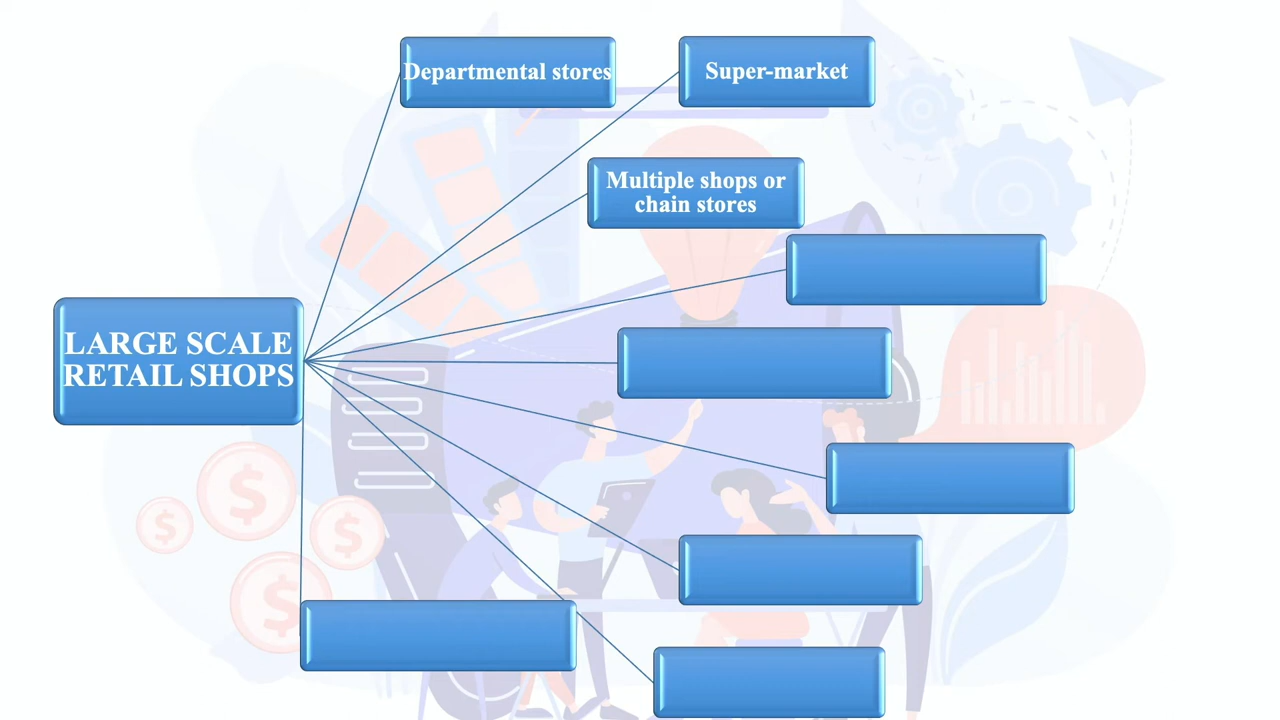 Departmental stores
Super-market
Multiple shops or
chain stores
LARGE SCALE
RETAIL SHOPS